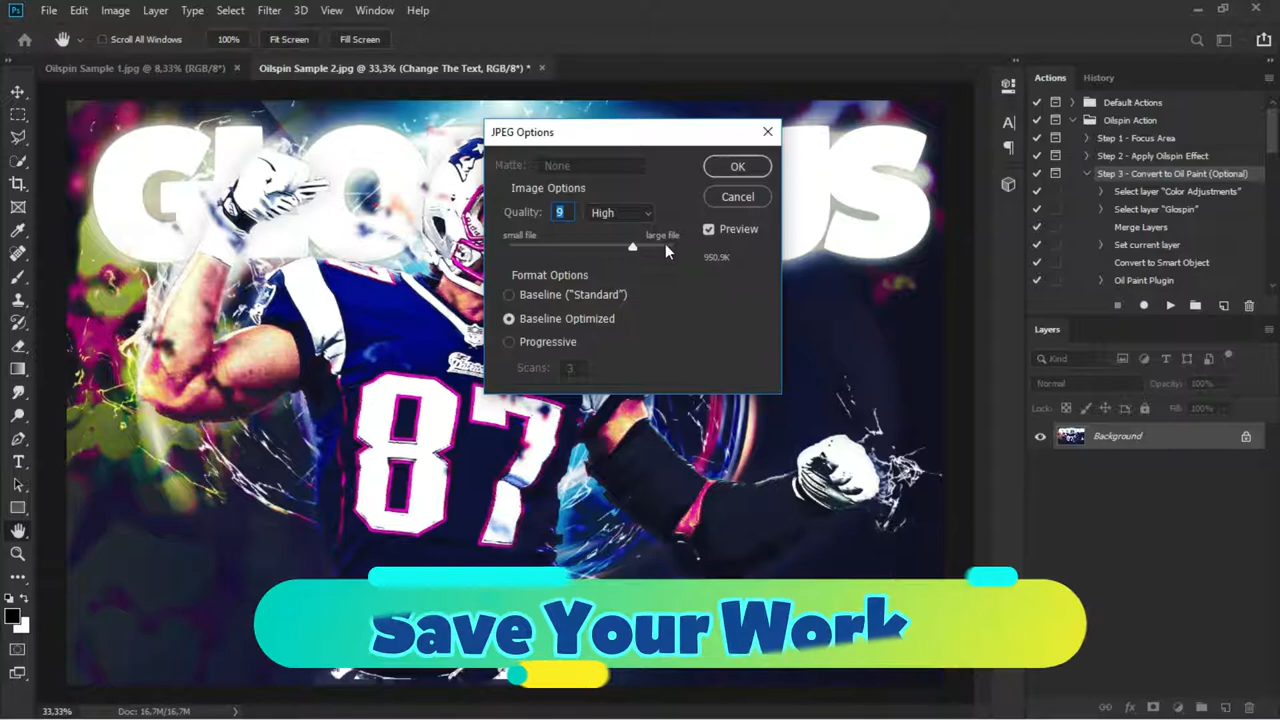 Ps File Edit Image Layer Type Select Filter 3D View Window Help
Scroll All Windows 100% Fit Screen Fill Screen
Oilspin Sample 1.jpg @ 8,33% (RGB/8*) × Oilspin Sample 2.jpg @ 33,3% (Change The Text, RGB/8*) * ×
JPEG Options
Matte: None
OK
Image Options
Quality: 9 High
Cancel
small file large file
Preview
950.9K
Format Options
Baseline ("Standard")
Baseline Optimized
Progressive
Scans: 3
87
Save Your Work
Actions History
Default Actions
Oilspin Action
Step 1 - Focus Area
Step 2 - Apply Oilspin Effect
Step 3 - Convert to Oil Paint (Optional)
Select layer "Color Adjustments"
Select layer "Glospin"
Merge Layers
Set current layer
Convert to Smart Object
Oil Paint Plugin
Layers
Kind
Normal Opacity: 100%
Lock: Fill: 100%
Background
33,33% Doc: 16,7M/16,7M